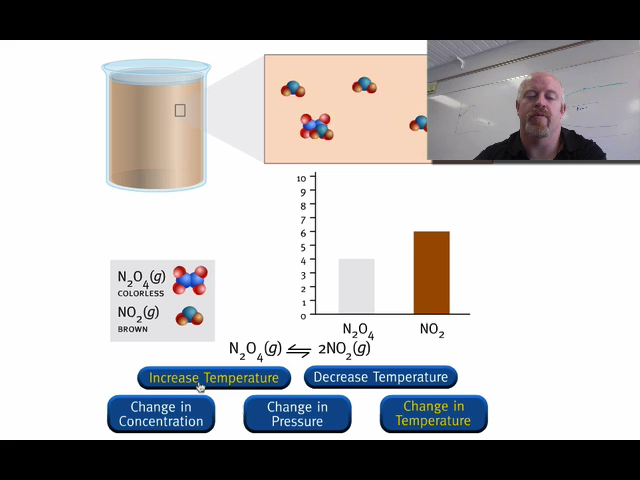 10
9
8
7
6
5
4
3
2
1
0
N₂O₄ NO₂
N₂O₄(g)
COLORLESS
NO₂(g)
BROWN
N₂O₄(g) ⇌ 2NO₂(g)
Increase Temperature
Decrease Temperature
Change in
Concentration
Change in
Pressure
Change in
Temperature